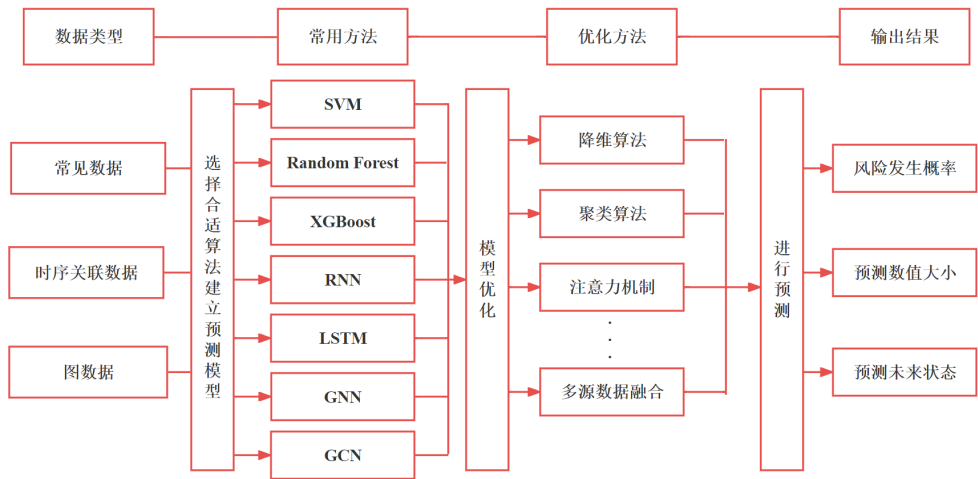 数据类型
常用方法
优化方法
输出结果
常见数据
时序关联数据
图数据
选择合适算法建立预测模型
SVM
Random Forest
XGBoost
RNN
LSTM
GNN
GCN
模型优化
降维算法
聚类算法
注意力机制
多源数据融合
进行预测
风险发生概率
预测数值大小
预测未来状态